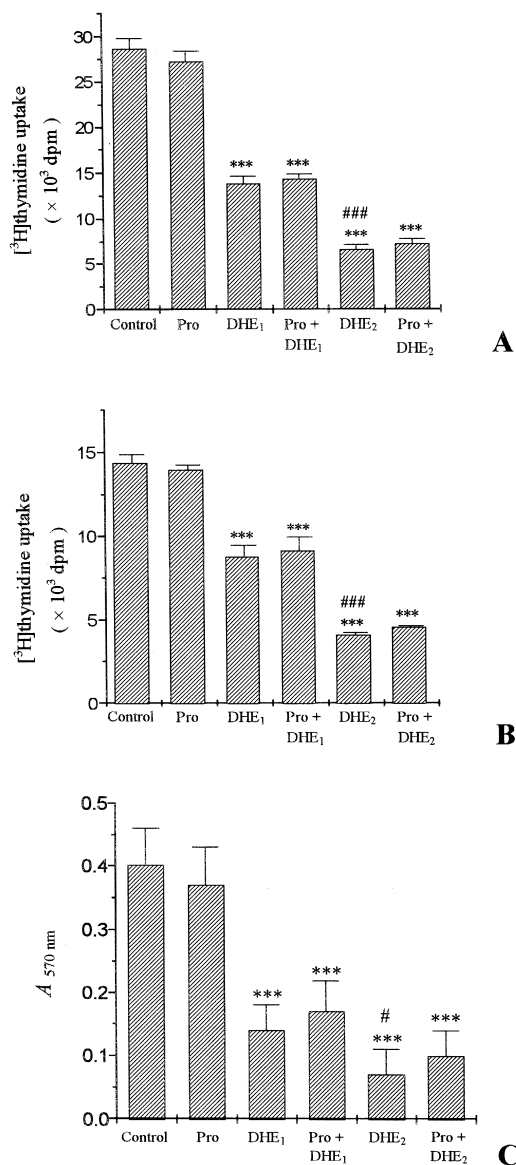 [³H]thymidine uptake
( × 10³ dpm)
30
25
20
15
10
5
0
***
***
###
***
***
Control Pro DHE₁ Pro + DHE₁ DHE₂ Pro + DHE₂
A
[³H]thymidine uptake
( × 10³ dpm)
15
10
5
0
***
***
###
***
***
Control Pro DHE₁ Pro + DHE₁ DHE₂ Pro + DHE₂
B
A 570 nm
0.5
0.4
0.3
0.2
0.1
0.0
***
***
#
***
***
Control Pro DHE₁ Pro + DHE₁ DHE₂ Pro + DHE₂
C